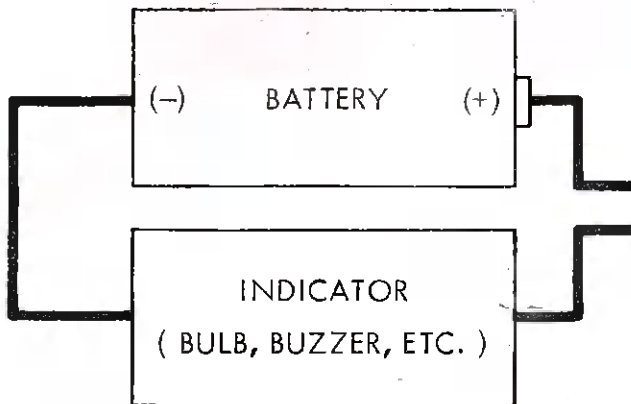 (−) BATTERY (+)
INDICATOR
( BULB, BUZZER, ETC. )